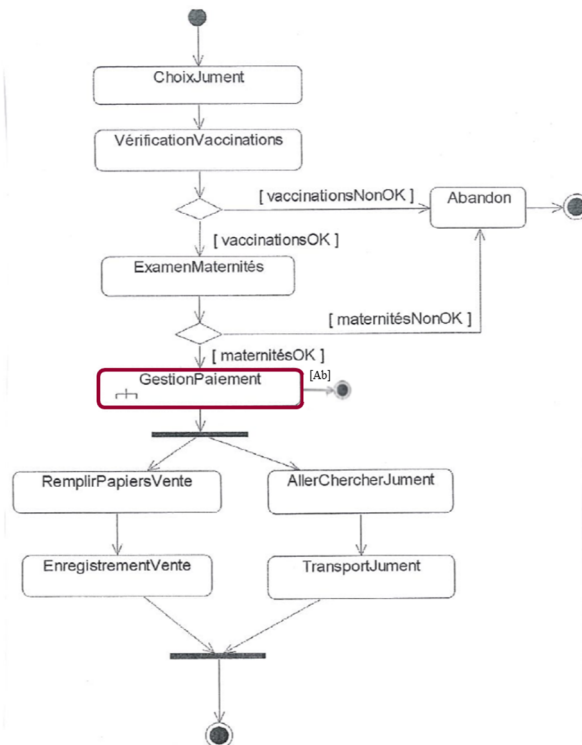 ChoixJument
VérificationVaccinations
[ vaccinationsNonOK ]
Abandon
[ vaccinationsOK ]
ExamenMaternités
[ maternitésNonOK ]
[ maternitésOK ]
GestionPaiement
[Ab]
RemplirPapiersVente
AllerChercherJument
EnregistrementVente
TransportJument